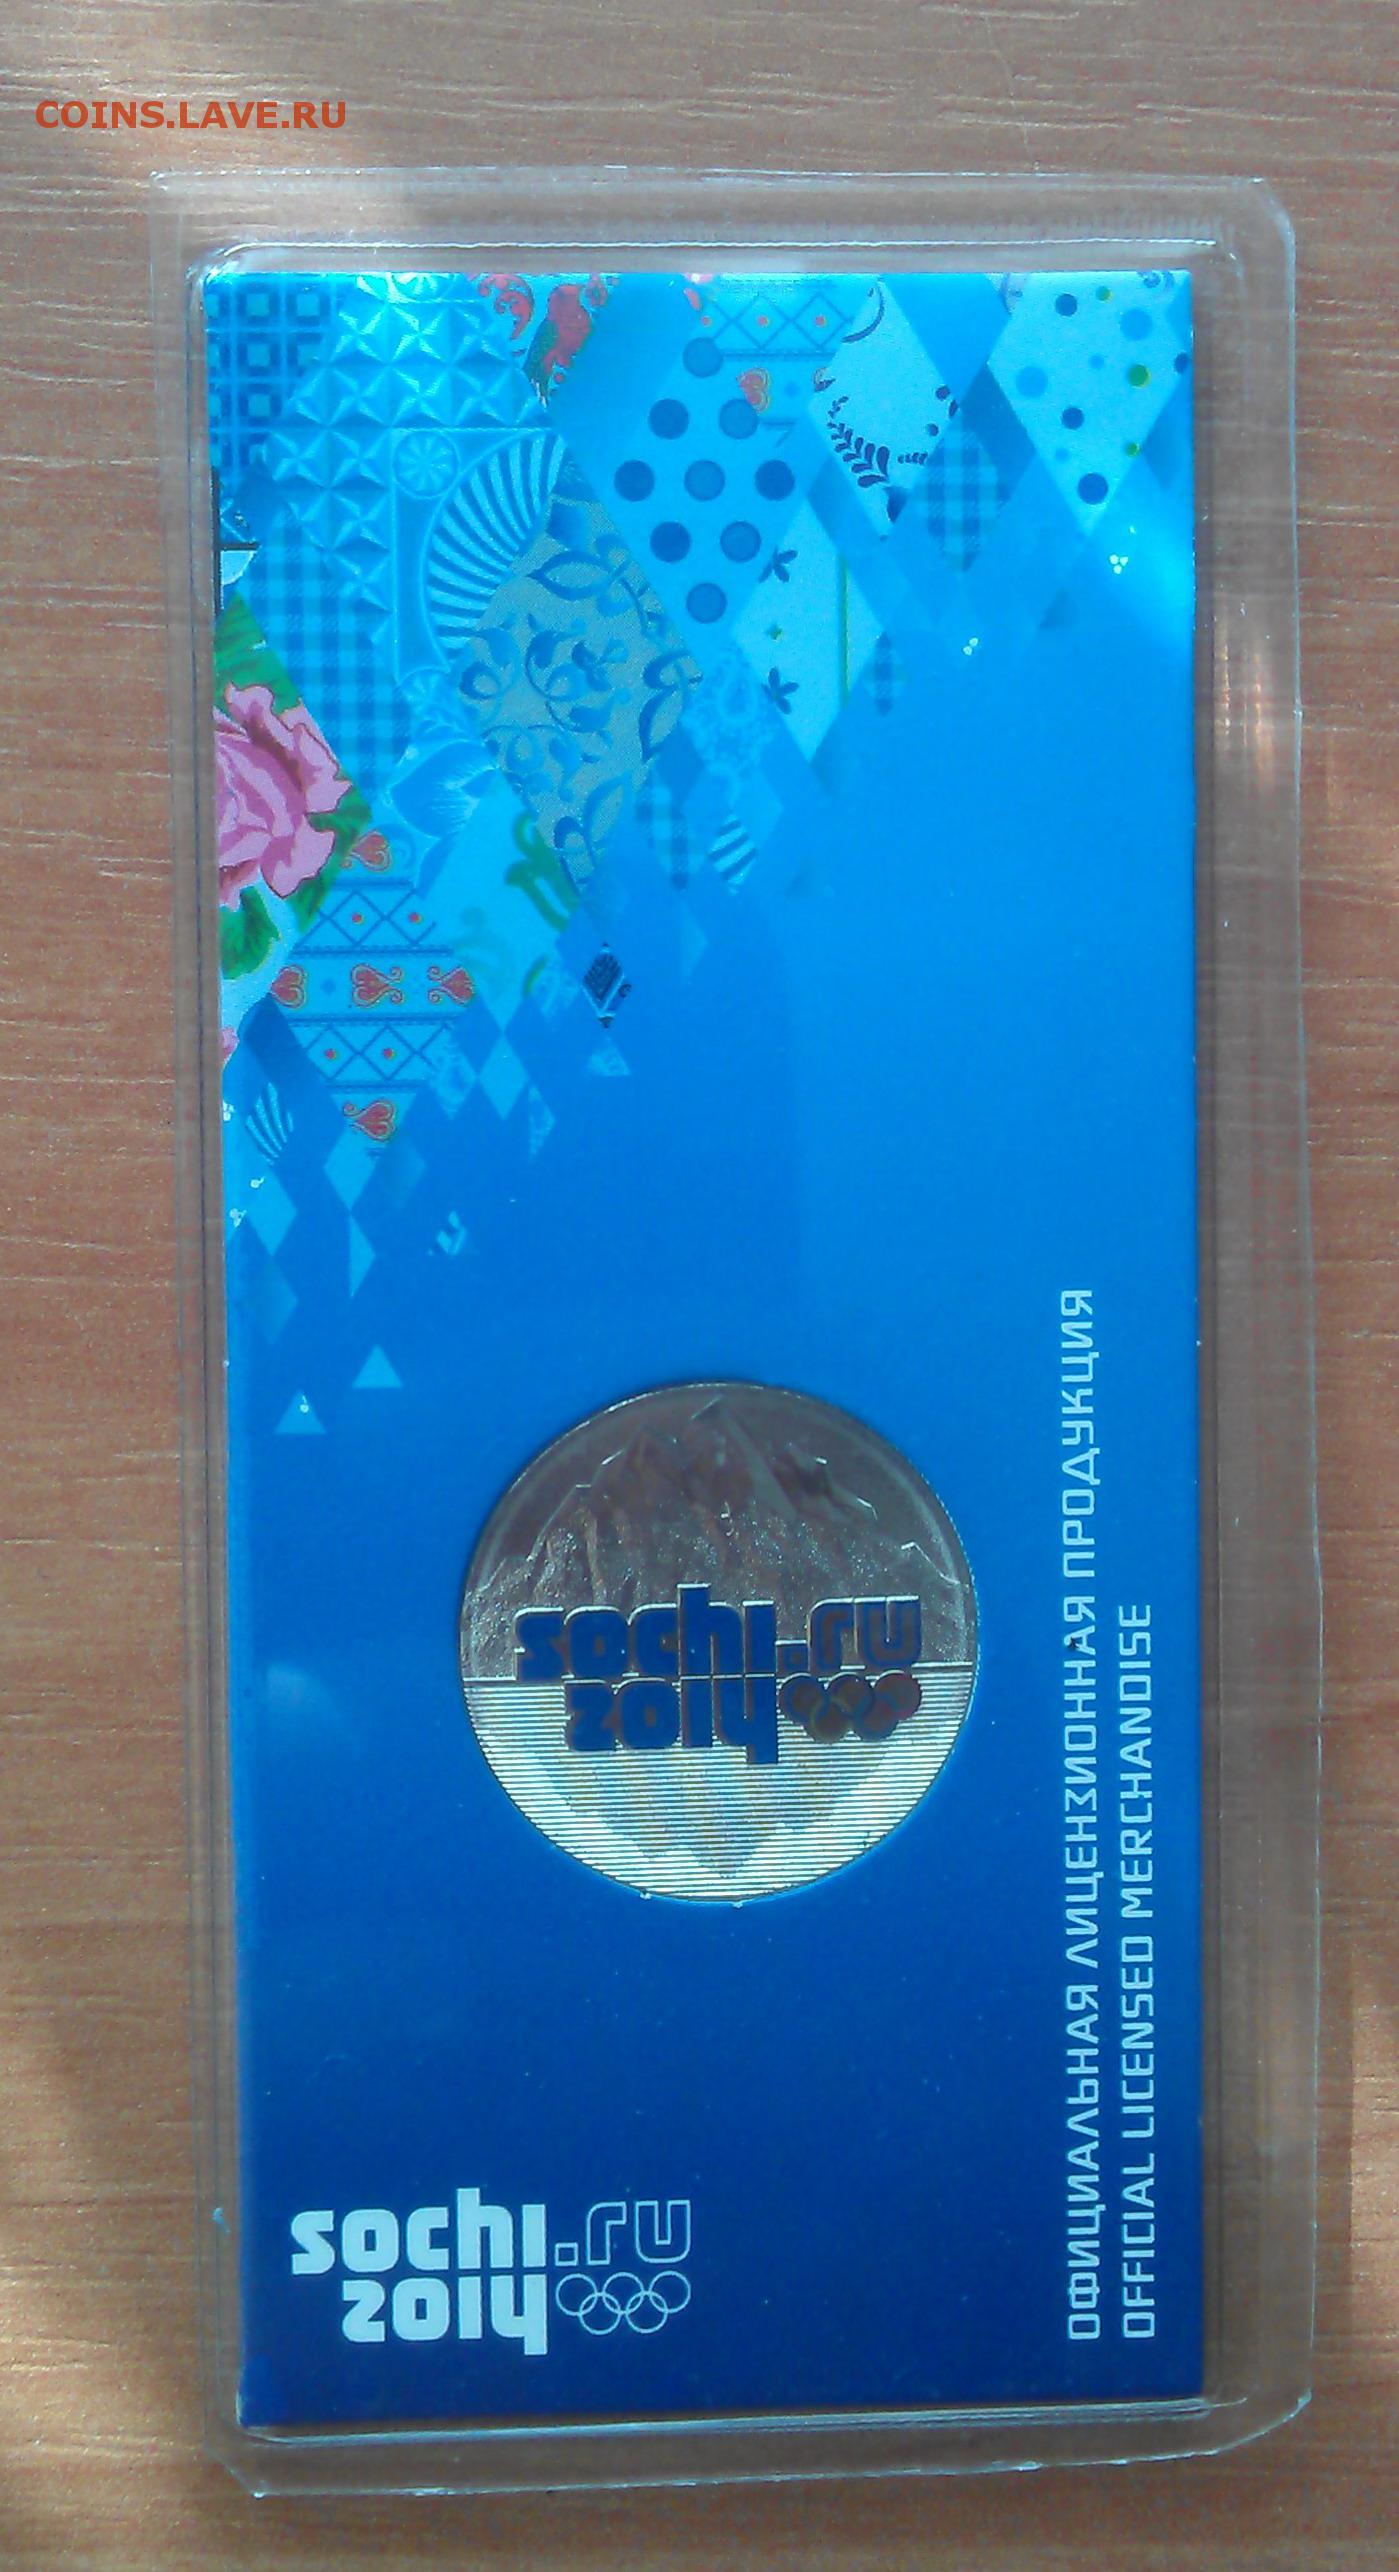 COINS.LAVE.RU
sochi.ru
2014
sochi.ru
2014
ОФИЦИАЛЬНАЯ ЛИЦЕНЗИОННАЯ ПРОДУКЦИЯ
OFFICIAL LICENSED MERCHANDISE